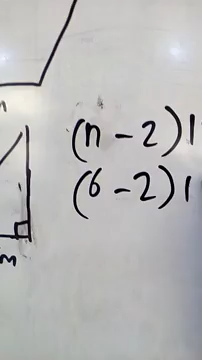 (n - 2) 1
(6 - 2) 1
m